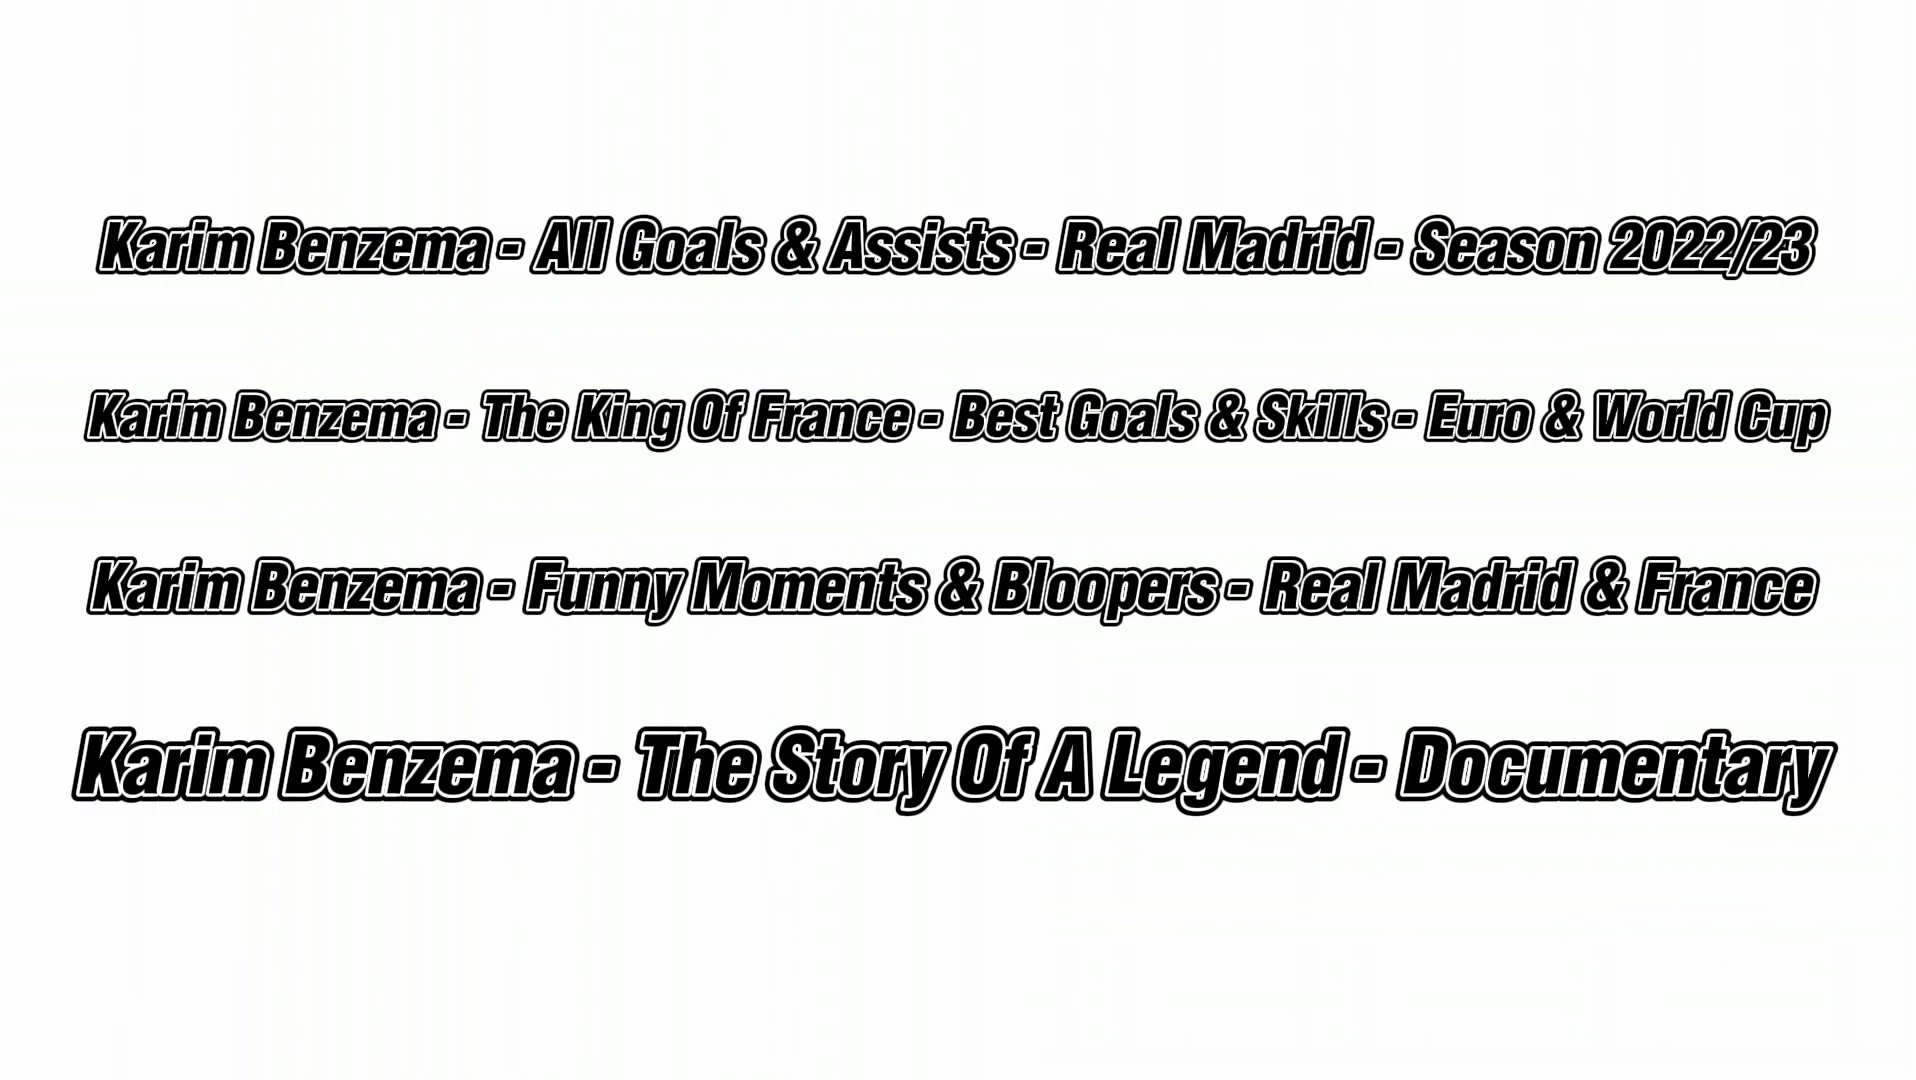 Karim Benzema - All Goals & Assists - Real Madrid - Season 2022/23
Karim Benzema - The King Of France - Best Goals & Skills - Euro & World Cup
Karim Benzema - Funny Moments & Bloopers - Real Madrid & France
Karim Benzema - The Story Of A Legend - Documentary